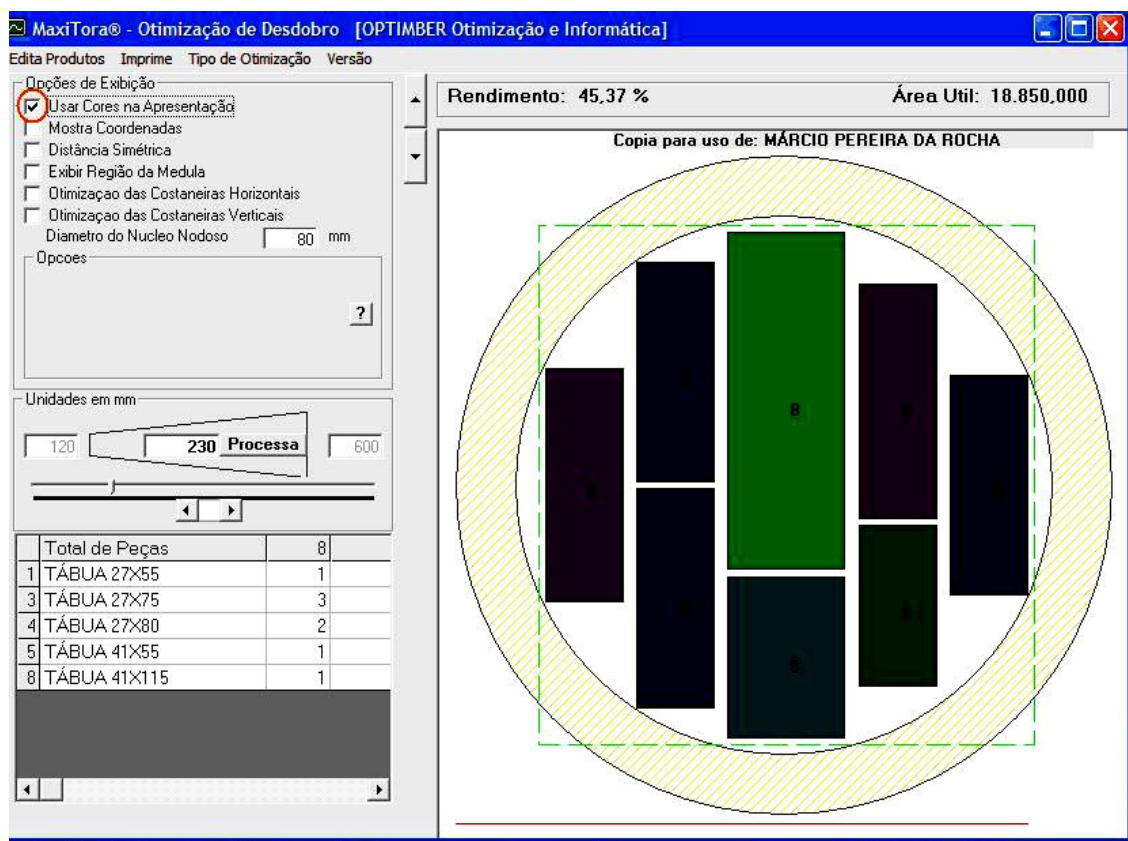 MaxiTora® - Otimização de Desdobro [OPTIMBER Otimização e Informática]
Edita Produtos Imprime Tipo de Otimização Versão
Opções de Exibição
Usar Cores na Apresentação
Mostra Coordenadas
Distância Simétrica
Exibir Região da Medula
Otimizaçao das Costaneiras Horizontais
Otimizaçao das Costaneiras Verticais
Diametro do Nucleo Nodoso 80 mm
Opcoes
?
Unidades em mm
120 230 Processa 600
Total de Peças 8
1 TÁBUA 27X55 1
3 TÁBUA 27X75 3
4 TÁBUA 27X80 2
5 TÁBUA 41X55 1
8 TÁBUA 41X115 1
Rendimento: 45,37 % Área Util: 18.850,000
Copia para uso de: MÁRCIO PEREIRA DA ROCHA
8